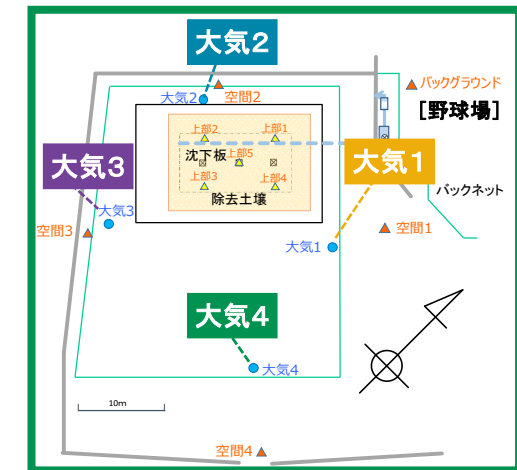 大気2
バックグラウンド
[野球場]
大気2
空間2
上部2
上部1
大気3
沈下板
上部5
大気1
バックネット
上部3
上部4
除去土壌
大気3
空間3
空間1
大気1
大気4
大気4
10m
空間4